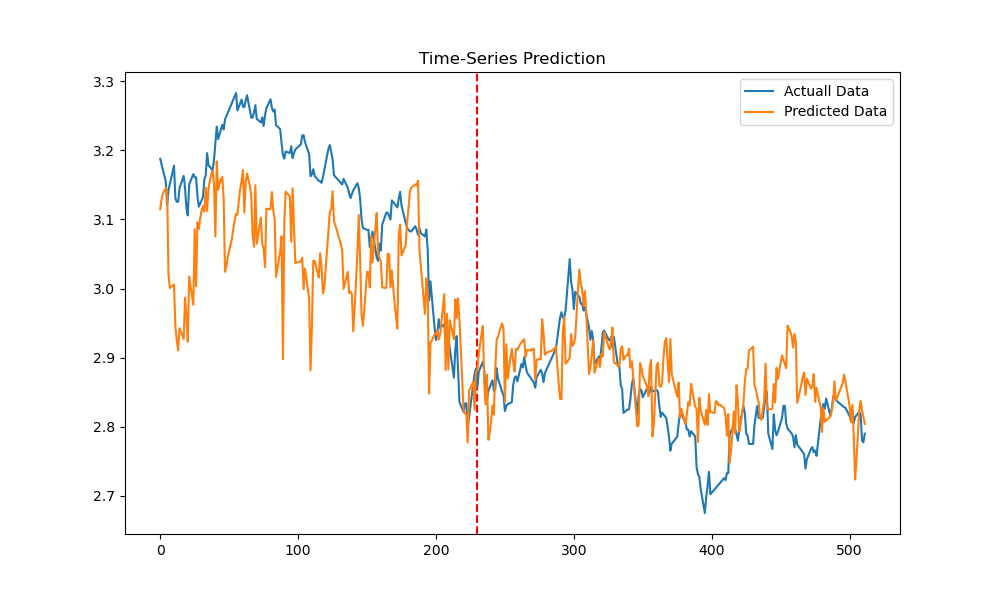 Time-Series Prediction
Actuall Data
Predicted Data
3.3
3.2
3.1
3.0
2.9
2.8
2.7
0 100 200 300 400 500